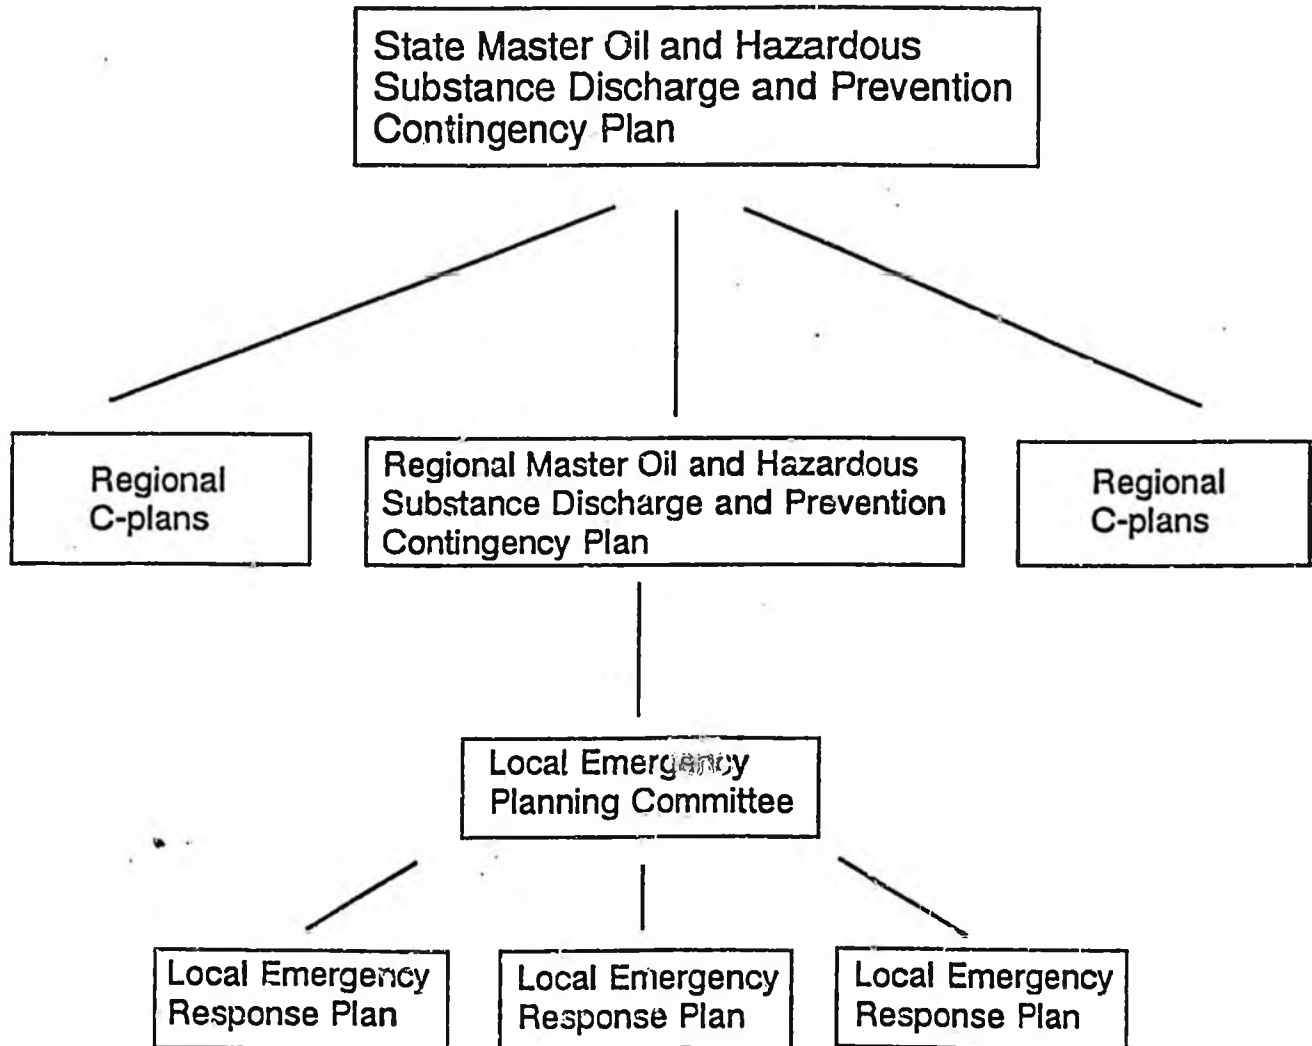 State Master Oil and Hazardous
Substance Discharge and Prevention
Contingency Plan
Regional
C-plans
Regional Master Oil and Hazardous
Substance Discharge and Prevention
Contingency Plan
Regional
C-plans
Local Emergency
Planning Committee
Local Emergency
Response Plan
Local Emergency
Response Plan
Local Emergency
Response Plan